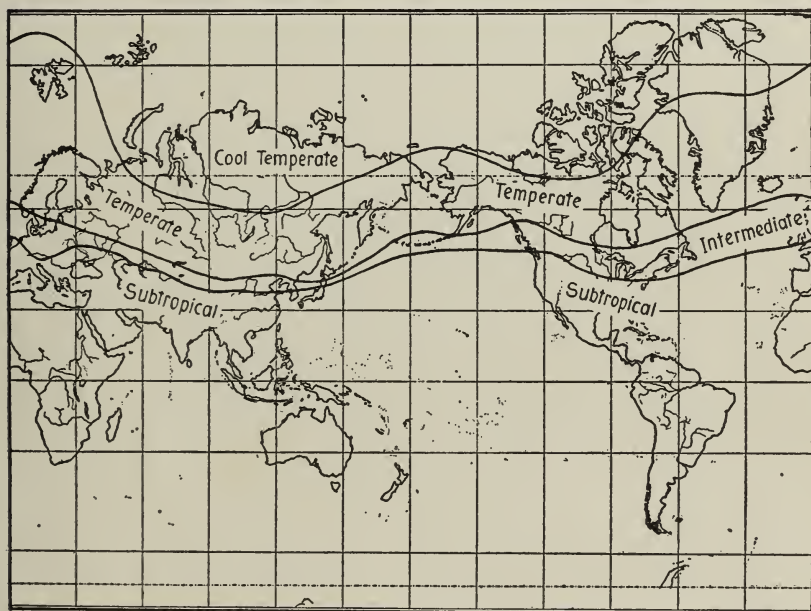 Cool Temperate
Temperate
Temperate
Intermediate
Subtropical
Subtropical